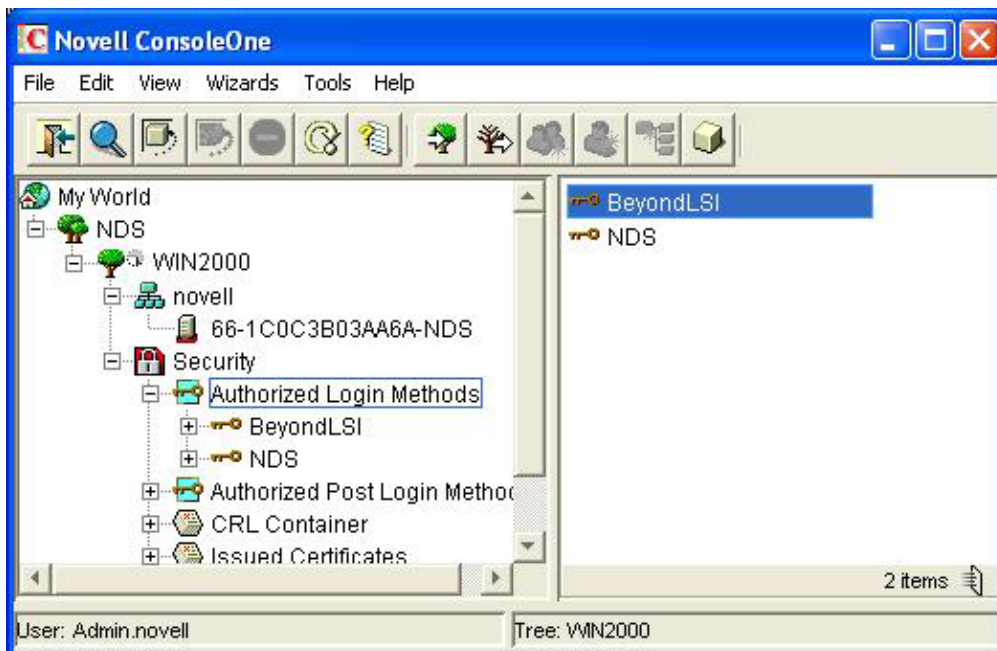 Novell ConsoleOne
File Edit View Wizards Tools Help
My World
NDS
WIN2000
novell
66-1C0C3B03AA6A-NDS
Security
Authorized Login Methods
BeyondLSI
NDS
Authorized Post Login Method
CRL Container
Issued Certificates
BeyondLSI
NDS
2 items
User: Admin.novell
Tree: WIN2000